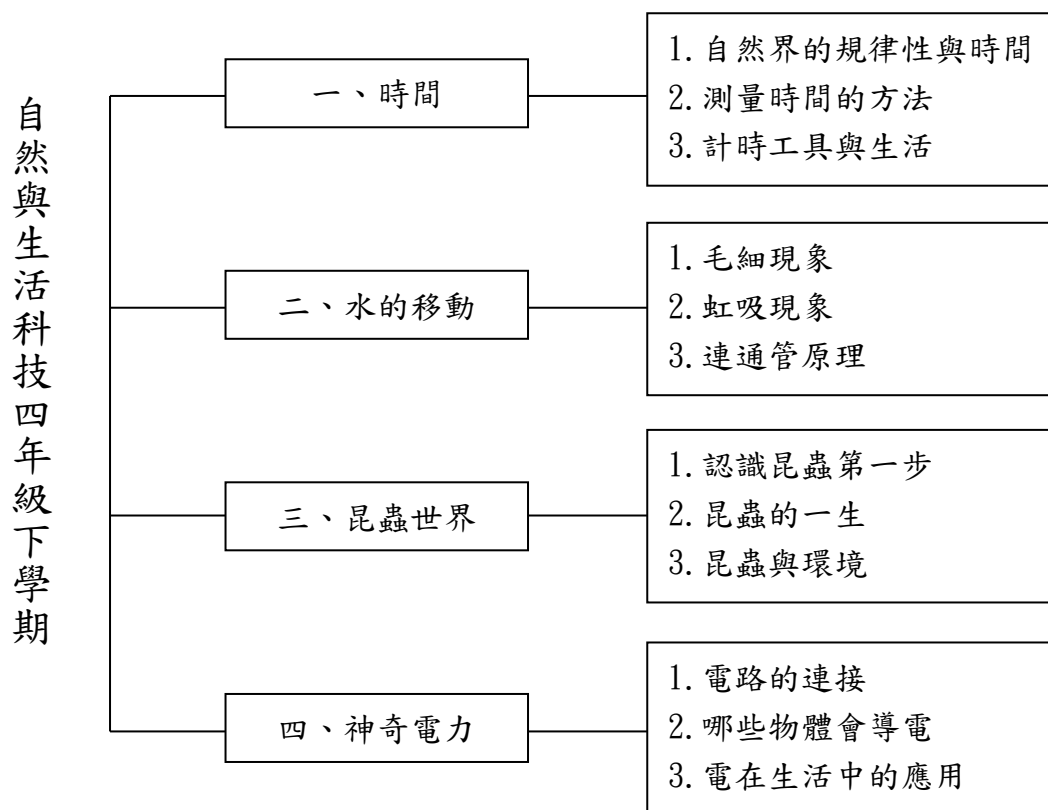 自然與生活科技四年級下學期
一、時間
1.自然界的規律性與時間
2.測量時間的方法
3.計時工具與生活
二、水的移動
1.毛細現象
2.虹吸現象
3.連通管原理
三、昆蟲世界
1.認識昆蟲第一步
2.昆蟲的一生
3.昆蟲與環境
四、神奇電力
1.電路的連接
2.哪些物體會導電
3.電在生活中的應用